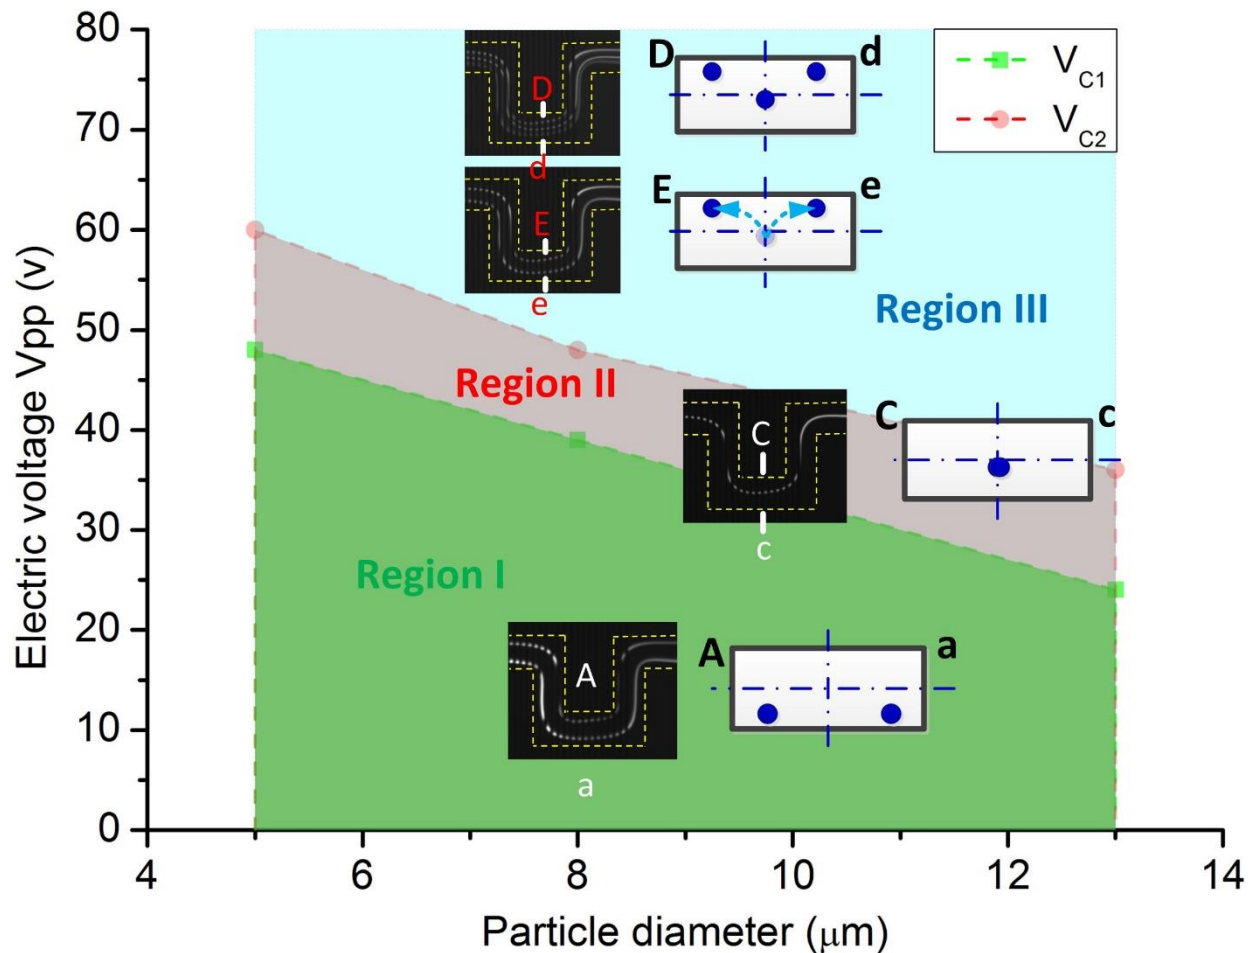 80
70
60
50
40
30
20
10
0
Electric voltage Vpp (v)
4
6
8
10
12
14
Particle diameter (μm)
V_C1
V_C2
D
d
D
d
E
e
E
e
Region III
Region II
C
c
C
c
Region I
A
a
A
a